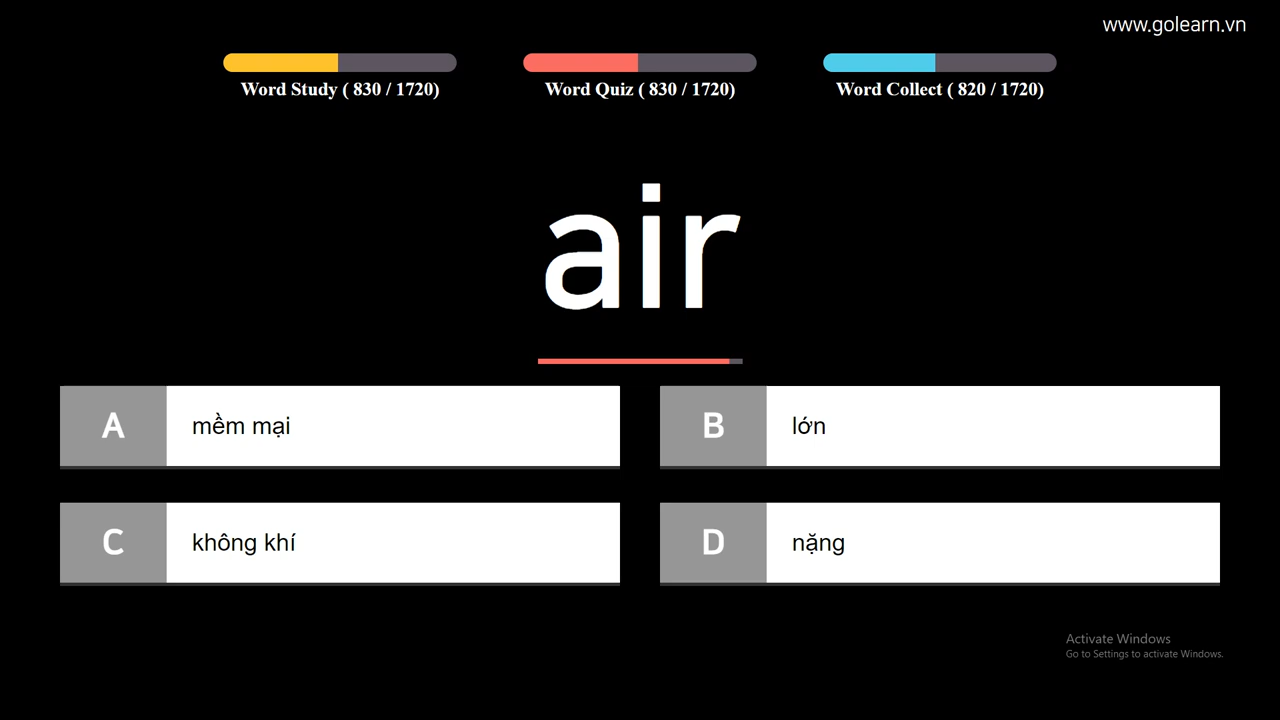 www.golearn.vn
Word Study ( 830 / 1720)
Word Quiz ( 830 / 1720)
Word Collect ( 820 / 1720)
air
A mềm mại
B lớn
C không khí
D nặng
Activate Windows
Go to Settings to activate Windows.